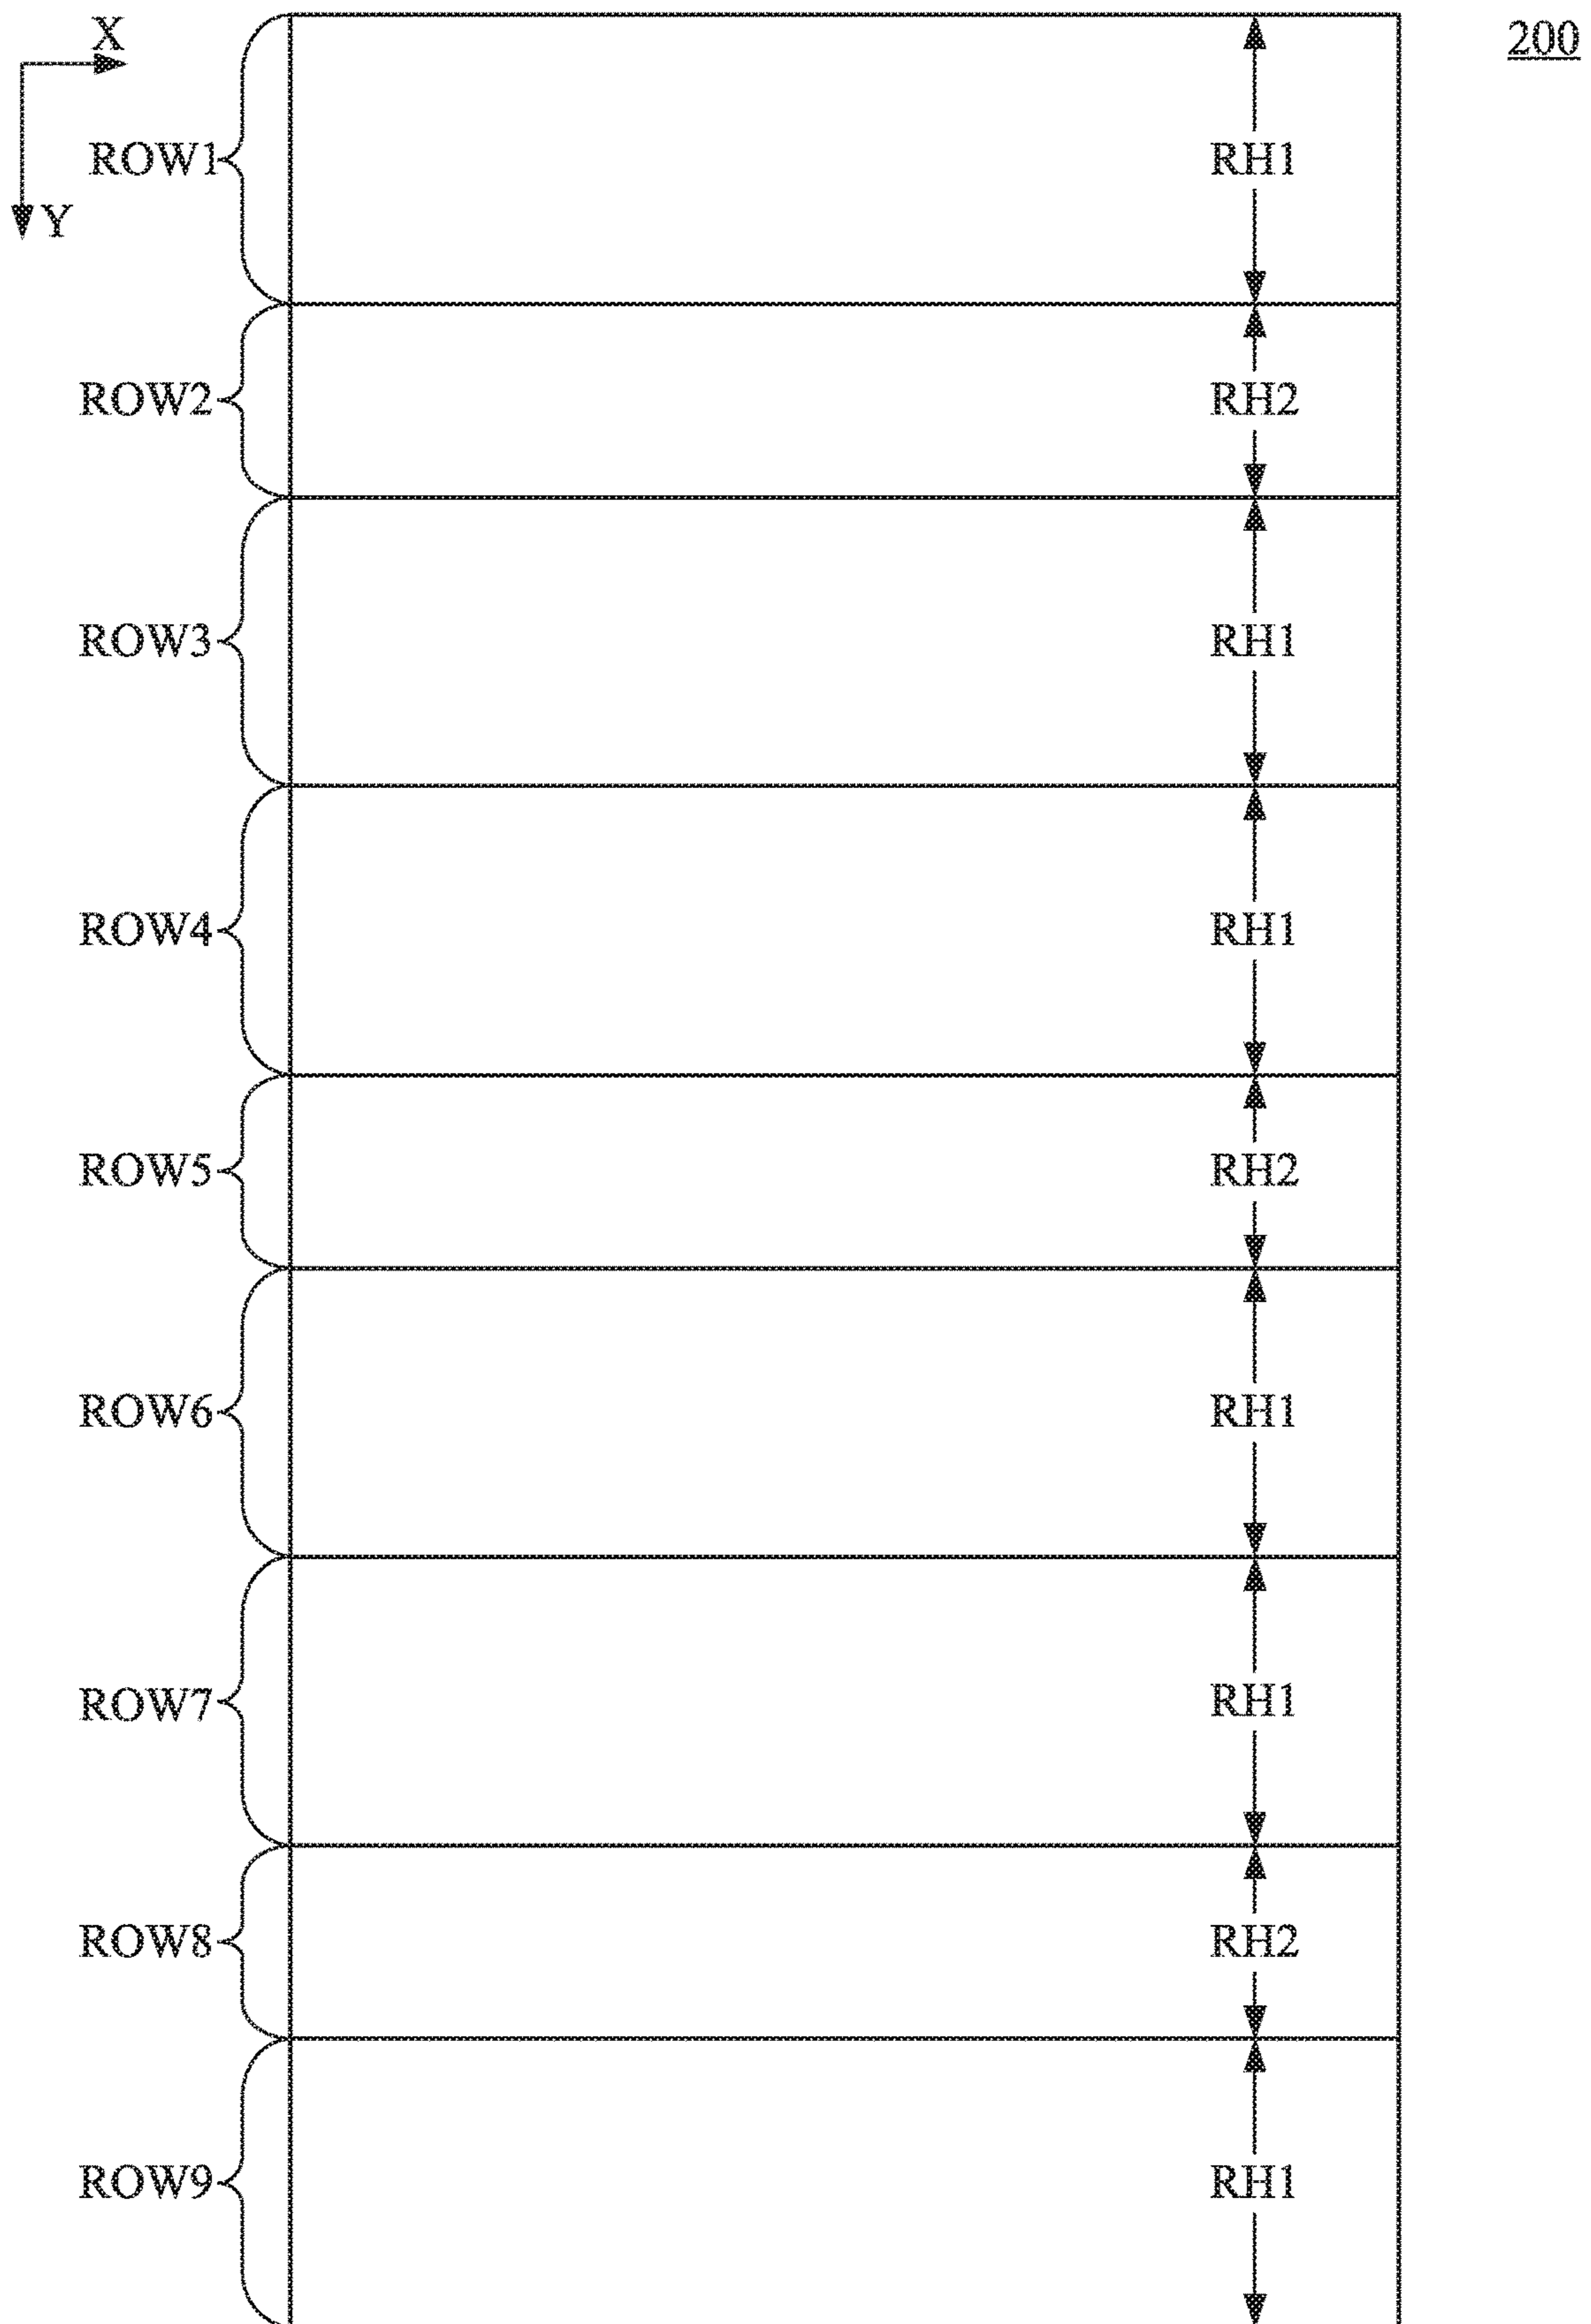 X
200
Y
ROW1 RH1
ROW2 RH2
ROW3 RH1
ROW4 RH1
ROW5 RH2
ROW6 RH1
ROW7 RH1
ROW8 RH2
ROW9 RH1